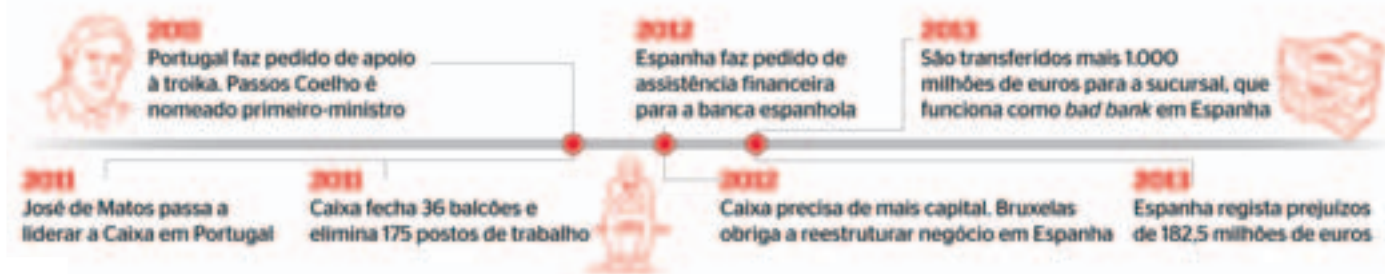 2011
Portugal faz pedido de apoio
à troika. Passos Coelho é
nomeado primeiro-ministro
2012
Espanha faz pedido de
assistência financeira
para a banca espanhola
2013
São transferidos mais 1.000
milhões de euros para a sucursal, que
funciona como bad bank em Espanha
2011
José de Matos passa a
liderar a Caixa em Portugal
2011
Caixa fecha 36 balcões e
elimina 175 postos de trabalho
2012
Caixa precisa de mais capital. Bruxelas
obriga a reestruturar negócio em Espanha
2013
Espanha regista prejuízos
de 182,5 milhões de euros